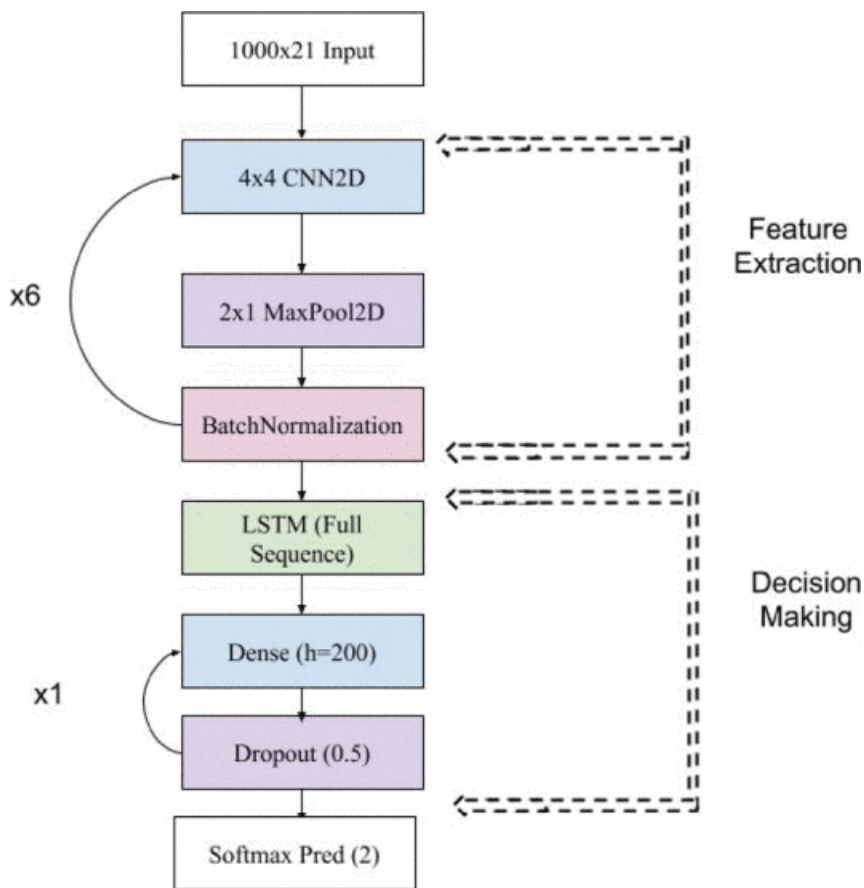 1000x21 Input
4x4 CNN2D
Feature
Extraction
x6
2x1 MaxPool2D
BatchNormalization
LSTM (Full
Sequence)
Decision
Making
Dense (h=200)
x1
Dropout (0.5)
Softmax Pred (2)